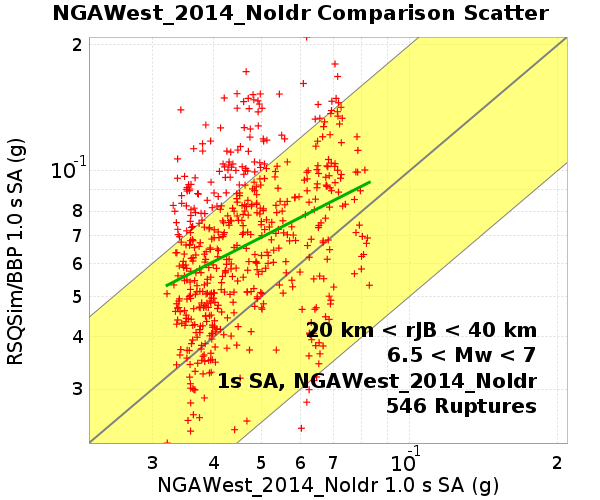 NGAWest_2014_NoIdr Comparison Scatter
RSQSim/BBP 1.0 s SA (g)
2
10-1
8
7
6
5
4
3
20 km < rJB < 40 km
6.5 < Mw < 7
1s SA, NGAWest_2014_NoIdr
546 Ruptures
3 4 5 6 7 10-1 2
NGAWest_2014_NoIdr 1.0 s SA (g)